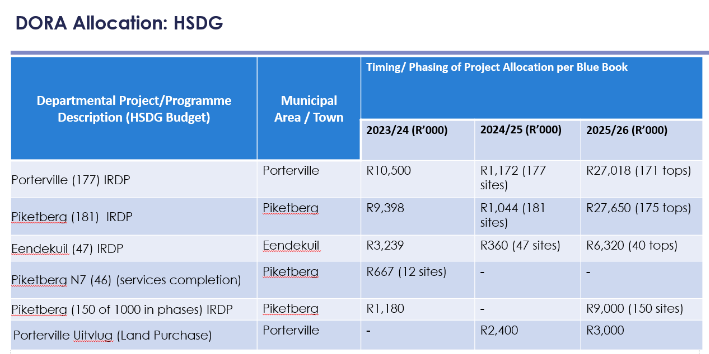 DORA Allocation: HSDG
Departmental Project/Programme
Description (HSDG Budget)
Municipal
Area / Town
Timing/ Phasing of Project Allocation per Blue Book
2023/24 (R'000)
2024/25 (R'000)
2025/26 (R'000)
Porterville (177) IRDP
Porterville
R10,500
R1,172 (177
sites)
R27,018 (171 tops)
Piketberg (181) IRDP
Piketberg
R9,398
R1,044 (181
sites)
R27,650 (175 tops)
Eendekuil (47) IRDP
Eendekuil
R3,239
R360 (47 sites)
R6,320 (40 tops)
Piketberg N7 (46) (services completion)
Piketberg
R667 (12 sites)
-
-
Piketberg (150 of 1000 in phases) IRDP
Piketberg
R1,180
-
R9,000 (150 sites)
Porterville Uitvlug (Land Purchase)
Porterville
-
R2,400
R3,000